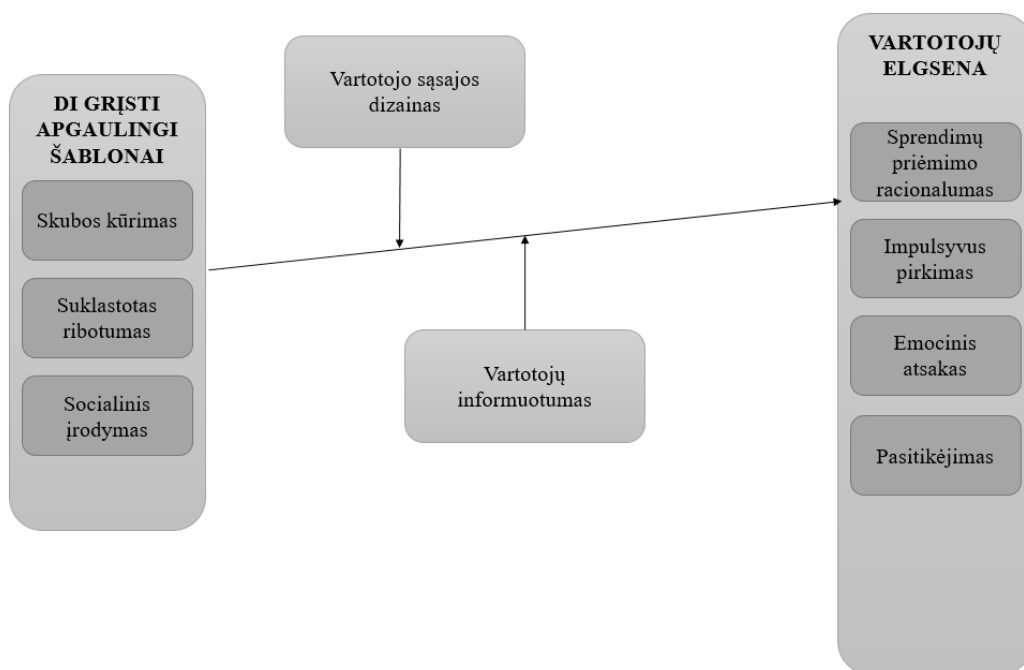 DI GRĮSTI
APGAULINGI
ŠABLONAI
Skubos kūrimas
Suklastotas
ribotumas
Socialinis
įrodymas
Vartotojo sąsajos
dizainas
Vartotojų
informuotumas
VARTOTOJŲ
ELGSENA
Sprendimų
priėmimo
racionalumas
Impulsyvus
pirkimas
Emocinis
atsakas
Pasitikėjimas